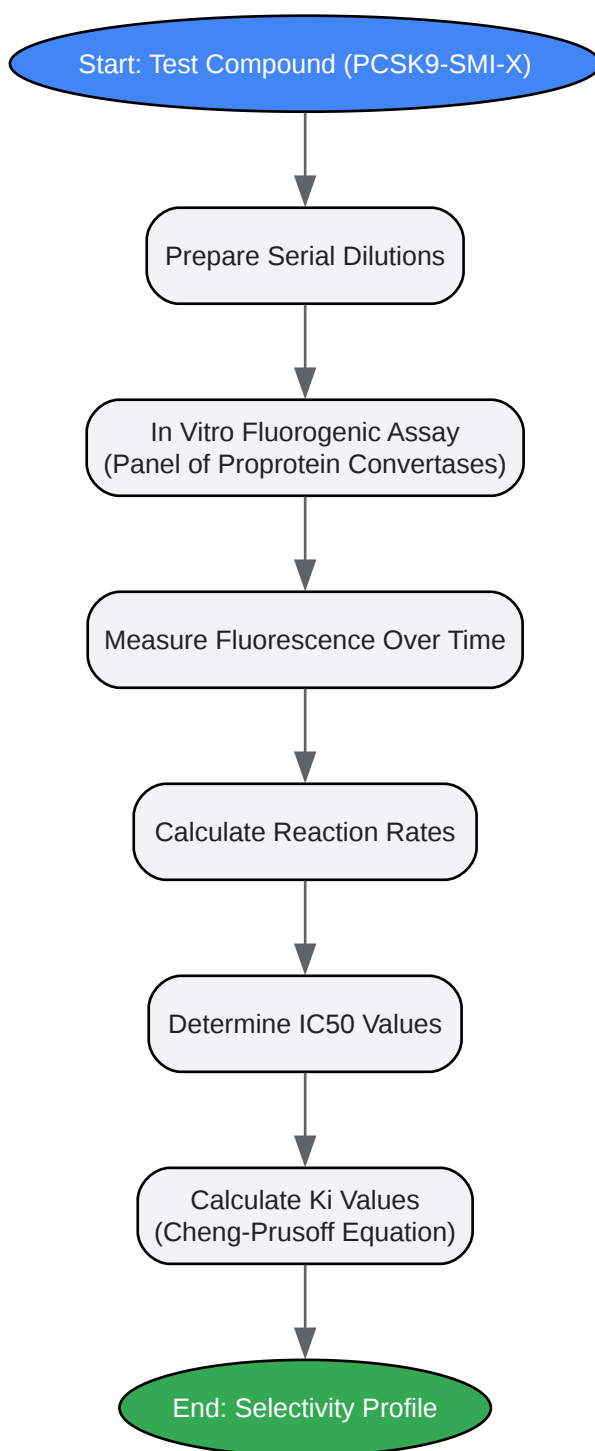 Start: Test Compound (PCSK9-SMI-X)
Prepare Serial Dilutions
In Vitro Fluorogenic Assay
(Panel of Proprotein Convertases)
Measure Fluorescence Over Time
Calculate Reaction Rates
Determine IC50 Values
Calculate Ki Values
(Cheng-Prusoff Equation)
End: Selectivity Profile